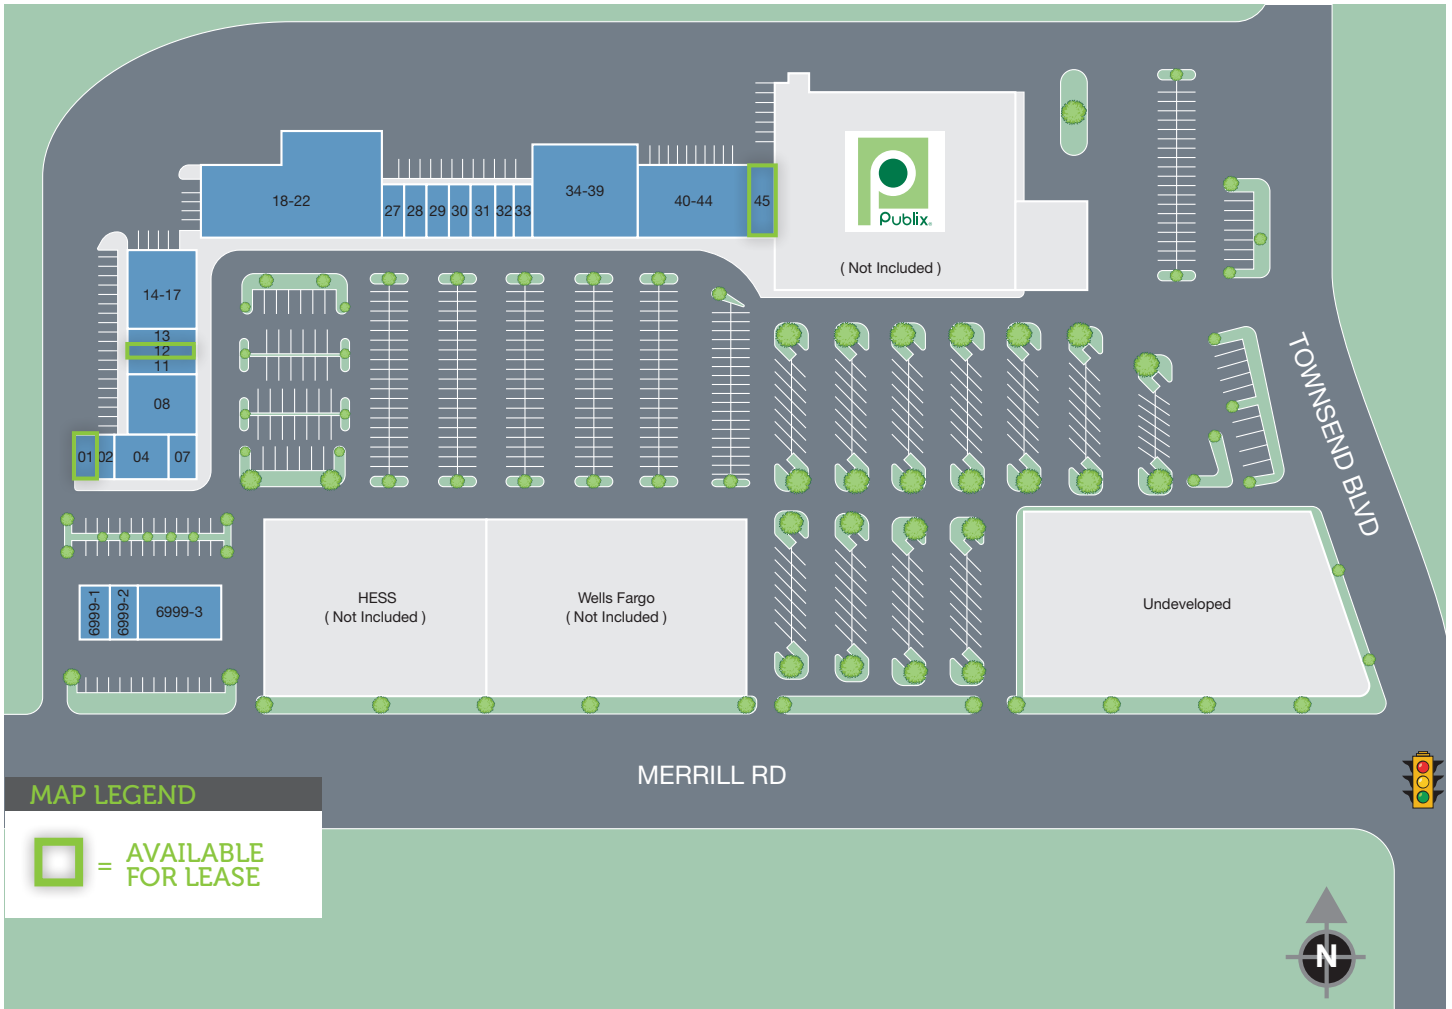 Publix.
( Not Included )
18-22
27
28
29
30
31
32
33
34-39
40-44
45
14-17
13
12
11
08
01
02
04
07
6999-1
6999-2
6999-3
HESS
( Not Included )
Wells Fargo
( Not Included )
Undeveloped
TOWNSEND BLVD
MERRILL RD
MAP LEGEND
= AVAILABLE
FOR LEASE
N